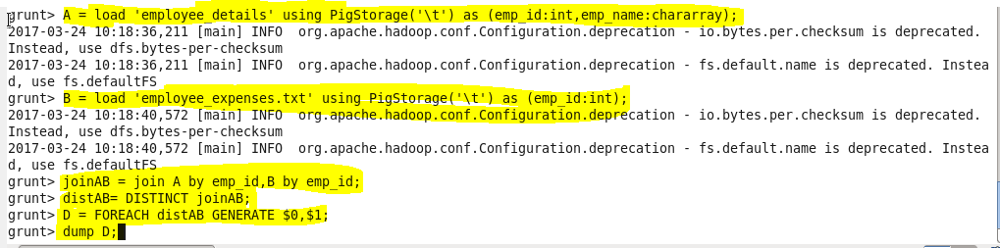 grunt> A = load 'employee_details' using PigStorage('\t') as (emp_id:int,emp_name:chararray);
2017-03-24 10:18:36,211 [main] INFO  org.apache.hadoop.conf.Configuration.deprecation - io.bytes.per.checksum is deprecated.
Instead, use dfs.bytes-per-checksum
2017-03-24 10:18:36,211 [main] INFO  org.apache.hadoop.conf.Configuration.deprecation - fs.default.name is deprecated. Instea
d, use fs.defaultFS
grunt> B = load 'employee_expenses.txt' using PigStorage('\t') as (emp_id:int);
2017-03-24 10:18:40,572 [main] INFO  org.apache.hadoop.conf.Configuration.deprecation - io.bytes.per.checksum is deprecated.
Instead, use dfs.bytes-per-checksum
2017-03-24 10:18:40,572 [main] INFO  org.apache.hadoop.conf.Configuration.deprecation - fs.default.name is deprecated. Instea
d, use fs.defaultFS
grunt> joinAB = join A by emp_id,B by emp_id;
grunt> distAB= DISTINCT joinAB;
grunt> D = FOREACH distAB GENERATE $0,$1;
grunt> dump D;